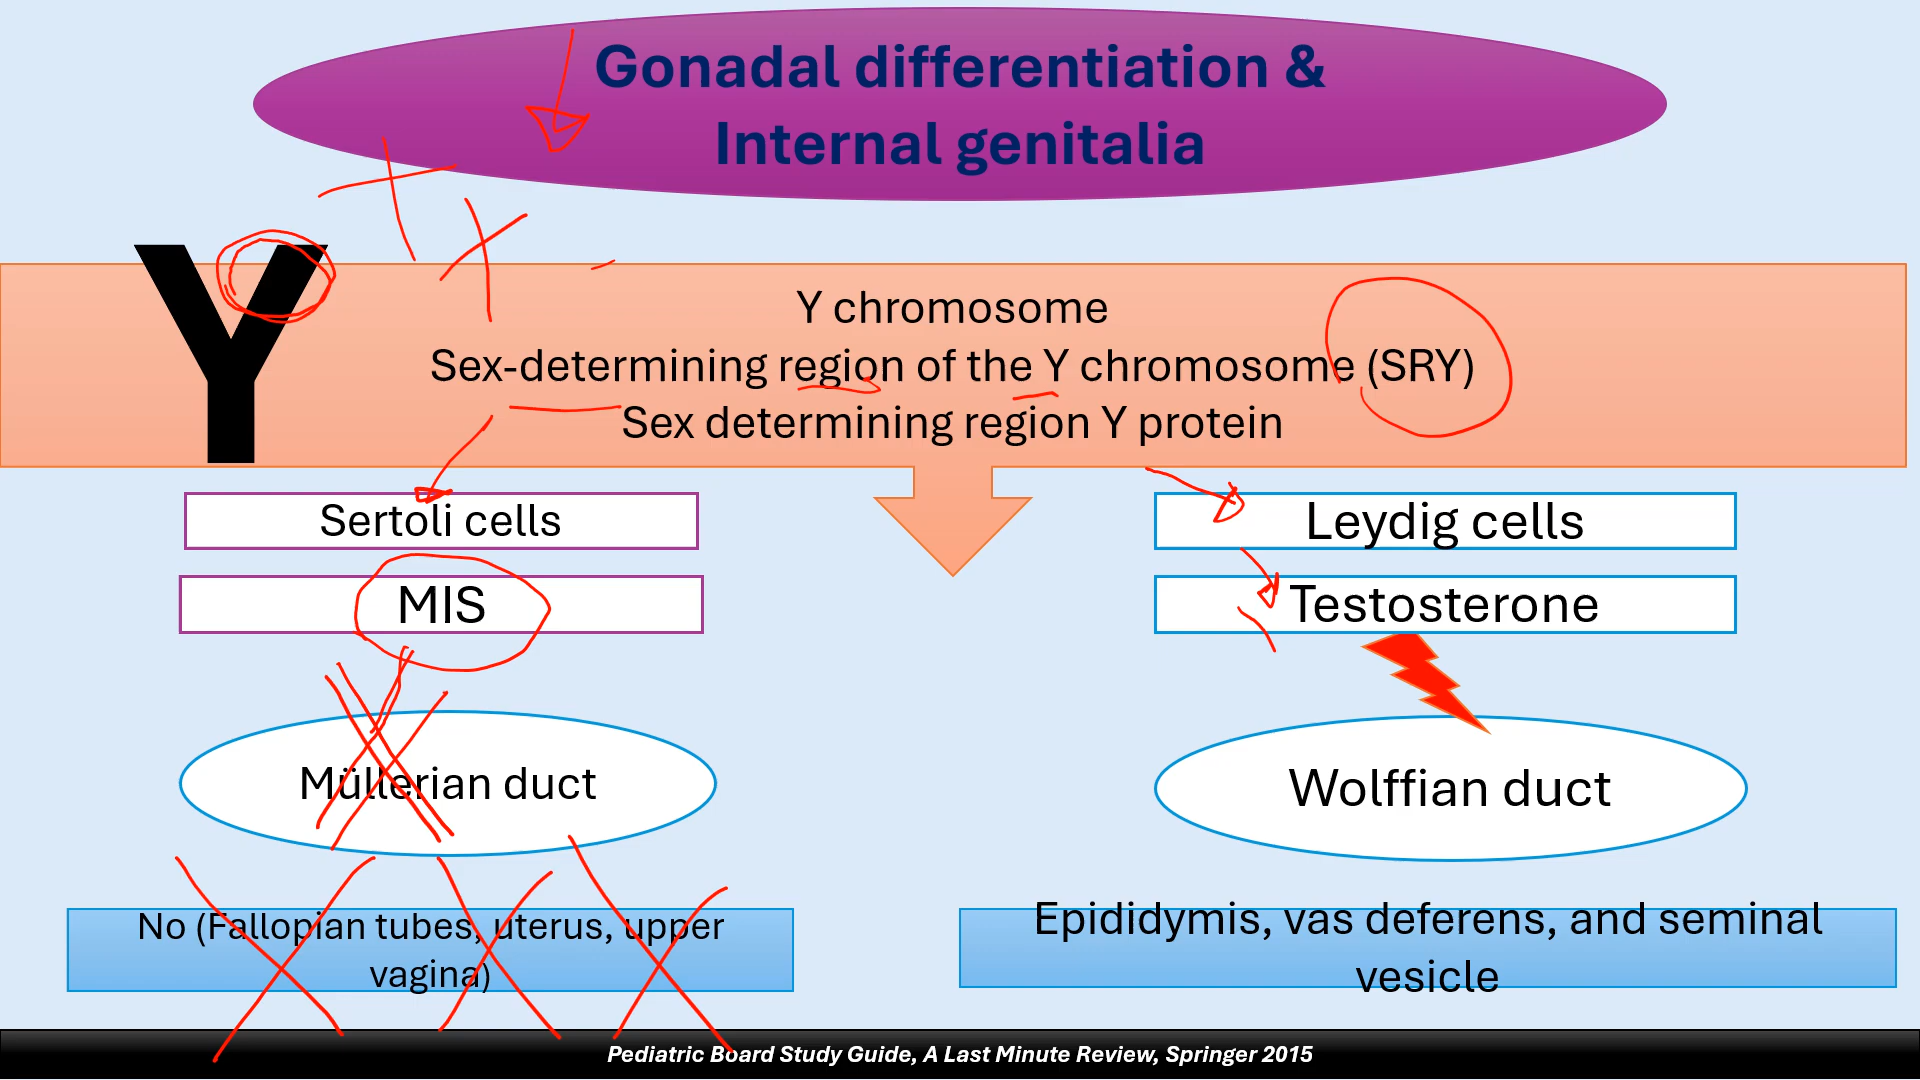 Gonadal differentiation &
Internal genitalia
Y
Y chromosome
Sex-determining region of the Y chromosome (SRY)
Sex determining region Y protein
Sertoli cells
Leydig cells
MIS
Testosterone
Müllerian duct
Wolffian duct
No (Fallopian tubes, uterus, upper
vagina)
Epididymis, vas deferens, and seminal
vesicle
Pediatric Board Study Guide, A Last Minute Review, Springer 2015